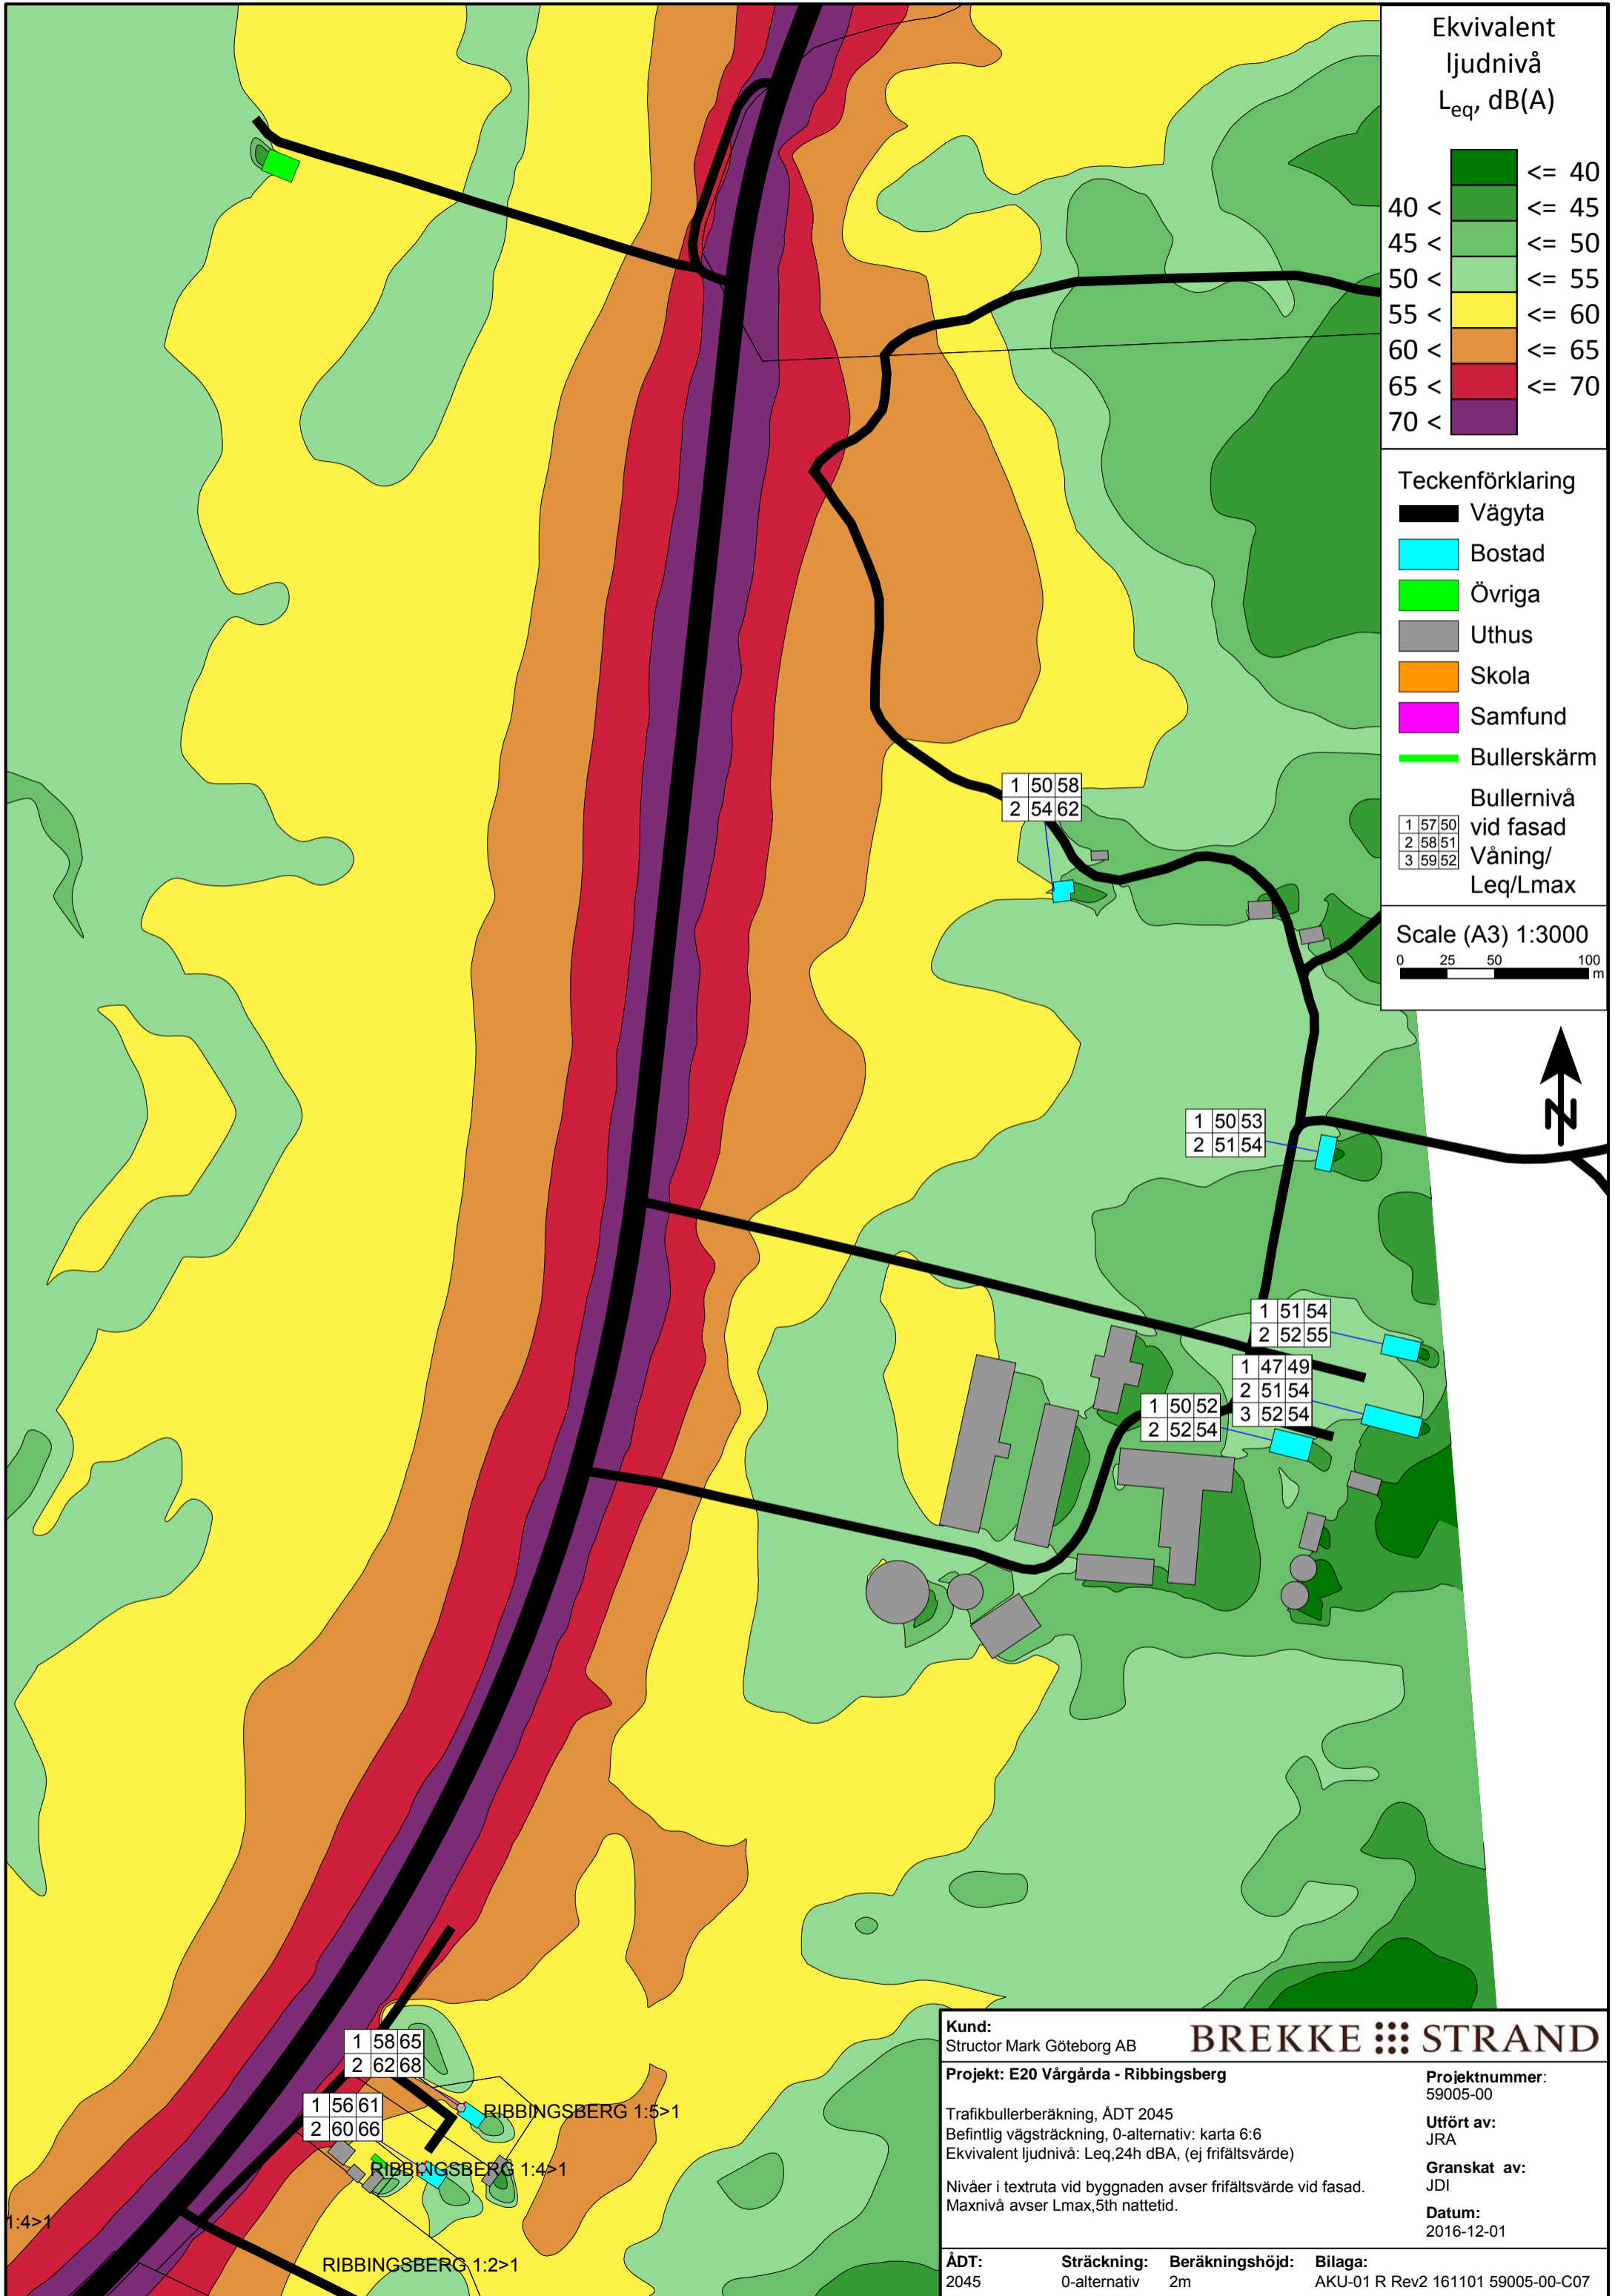 Ekvivalent
ljudnivå
Leq, dB(A)
<= 40
40 < <= 45
45 < <= 50
50 < <= 55
55 < <= 60
60 < <= 65
65 < <= 70
70 <
Teckenförklaring
Vägyta
Bostad
Övriga
Uthus
Skola
Samfund
Bullerskärm
Bullernivå
1 57 50 vid fasad
2 58 51 Våning/
3 59 52 Leq/Lmax
Scale (A3) 1:3000
0 25 50 100
m
N
1 50 58
2 54 62
1 50 53
2 51 54
1 51 54
2 52 55
1 47 49
2 51 54
3 52 54
1 50 52
2 52 54
1 58 65
2 62 68
1 56 61
2 60 66
RIBBINGSBERG 1:5>1
RIBBINGSBERG 1:4>1
1:4>1
RIBBINGSBERG 1:2>1
Kund:
Structor Mark Göteborg AB
BREKKE STRAND
Projekt: E20 Vårgårda - Ribbingsberg
Trafikbullerberäkning, ÅDT 2045
Befintlig vägsträckning, 0-alternativ: karta 6:6
Ekvivalent ljudnivå: Leq,24h dBA, (ej frifältsvärde)
Nivåer i textruta vid byggnaden avser frifältsvärde vid fasad.
Maxnivå avser Lmax,5th nattetid.
Projektnummer:
59005-00
Utfört av:
JRA
Granskat av:
JDI
Datum:
2016-12-01
ÅDT: Sträckning: Beräkningshöjd: Bilaga:
2045 0-alternativ 2m AKU-01 R Rev2 161101 59005-00-C07